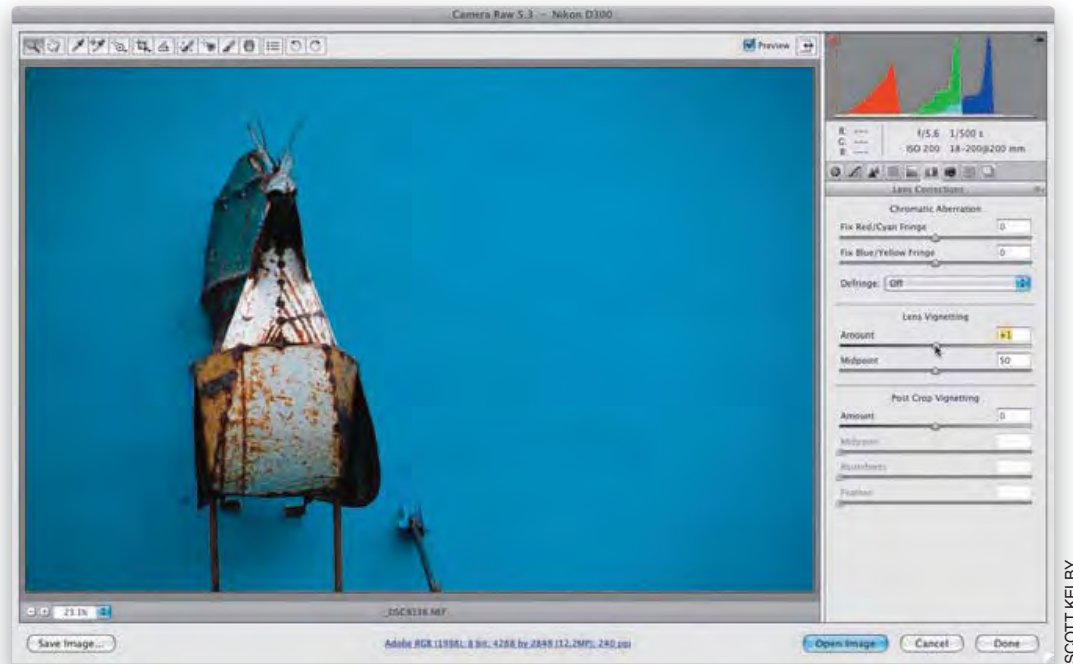 Camera Raw 5.3 – Nikon D300
Preview
R: ---
G: ---
B: ---
f/5.6 1/500 s
ISO 200 18-200@200 mm
Lens Corrections
Chromatic Aberration
Fix Red/Cyan Fringe 0
Fix Blue/Yellow Fringe 0
Defringe: Off
Lens Vignetting
Amount +1
Midpoint 50
Post Crop Vignetting
Amount 0
Midpoint
Roundness
Feather
23.1%
Save Image...
Adobe RGB (1998); 8 bit; 4288 by 2848 (12.2MP); 240 ppi
Open Image
Cancel
Done
SCOTT KELBY